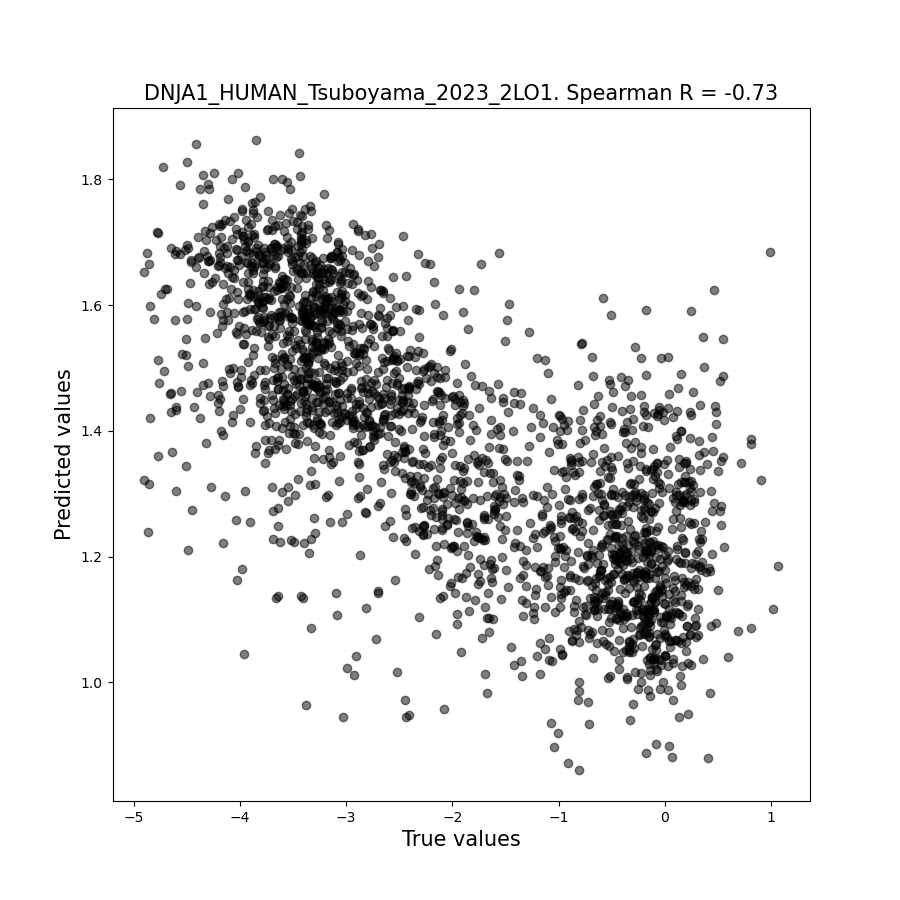 DNJA1_HUMAN_Tsuboyama_2023_2LO1. Spearman R = -0.73
Predicted values
1.8
1.6
1.4
1.2
1.0
−5 −4 −3 −2 −1 0 1
True values